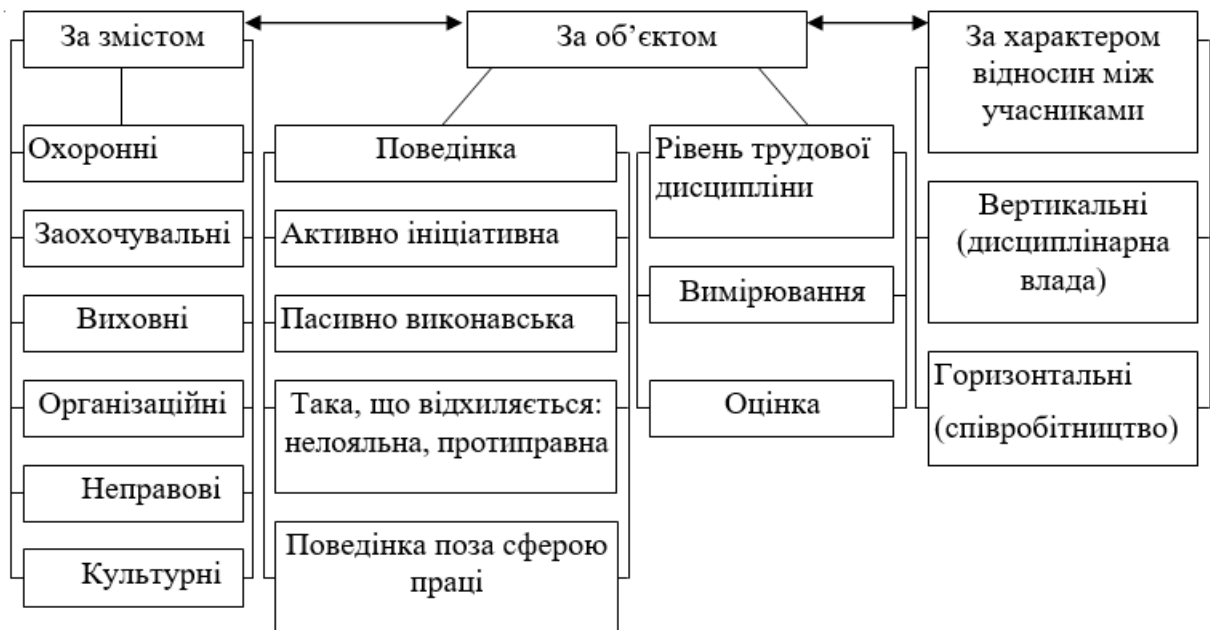 За змістом
Охоронні
Заохочувальні
Виховні
Організаційні
Неправові
Культурні
За об’єктом
Поведінка
Активно ініціативна
Пасивно виконавська
Така, що відхиляється:
нелояльна, протиправна
Поведінка поза сферою
праці
Рівень трудової
дисципліни
Вимірювання
Оцінка
За характером
відносин між
учасниками
Вертикальні
(дисциплінарна
влада)
Горизонтальні
(співробітництво)